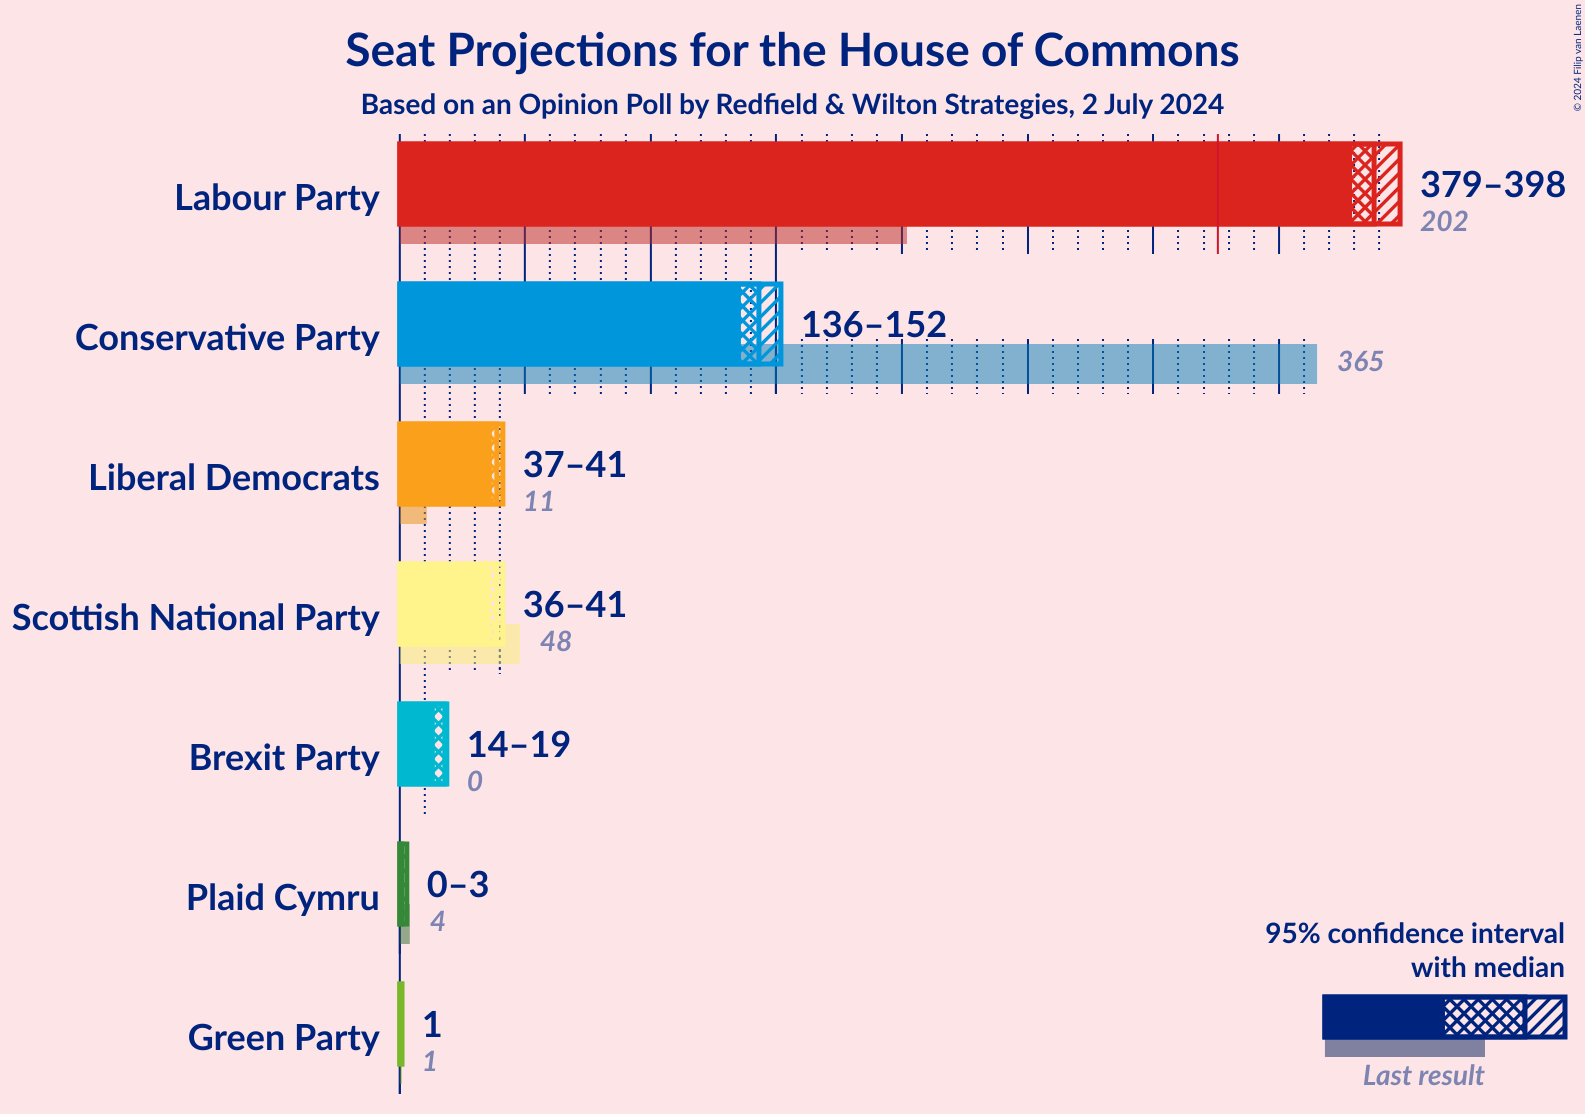 Seat Projections for the House of Commons
Based on an Opinion Poll by Redfield & Wilton Strategies, 2 July 2024
© 2024 Filip van Laenen
Labour Party
379–398
202
Conservative Party
136–152
365
Liberal Democrats
37–41
11
Scottish National Party
36–41
48
Brexit Party
14–19
0
Plaid Cymru
0–3
4
Green Party
1
1
95% confidence interval
with median
Last result